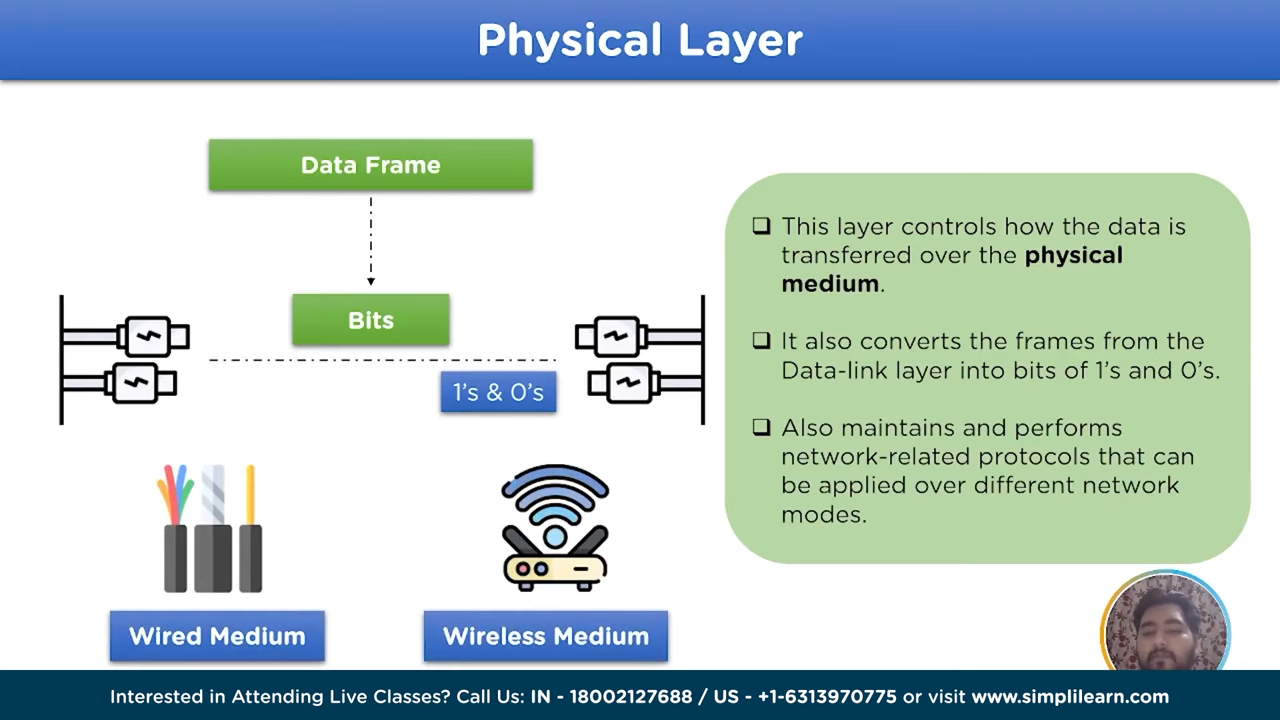 Physical Layer
Data Frame
Bits
1's & 0's
Wired Medium
Wireless Medium
❑ This layer controls how the data is
transferred over the physical
medium.
❑ It also converts the frames from the
Data-link layer into bits of 1's and 0's.
❑ Also maintains and performs
network-related protocols that can
be applied over different network
modes.
Interested in Attending Live Classes? Call Us: IN - 18002127688 / US - +1-6313970775 or visit www.simplilearn.com